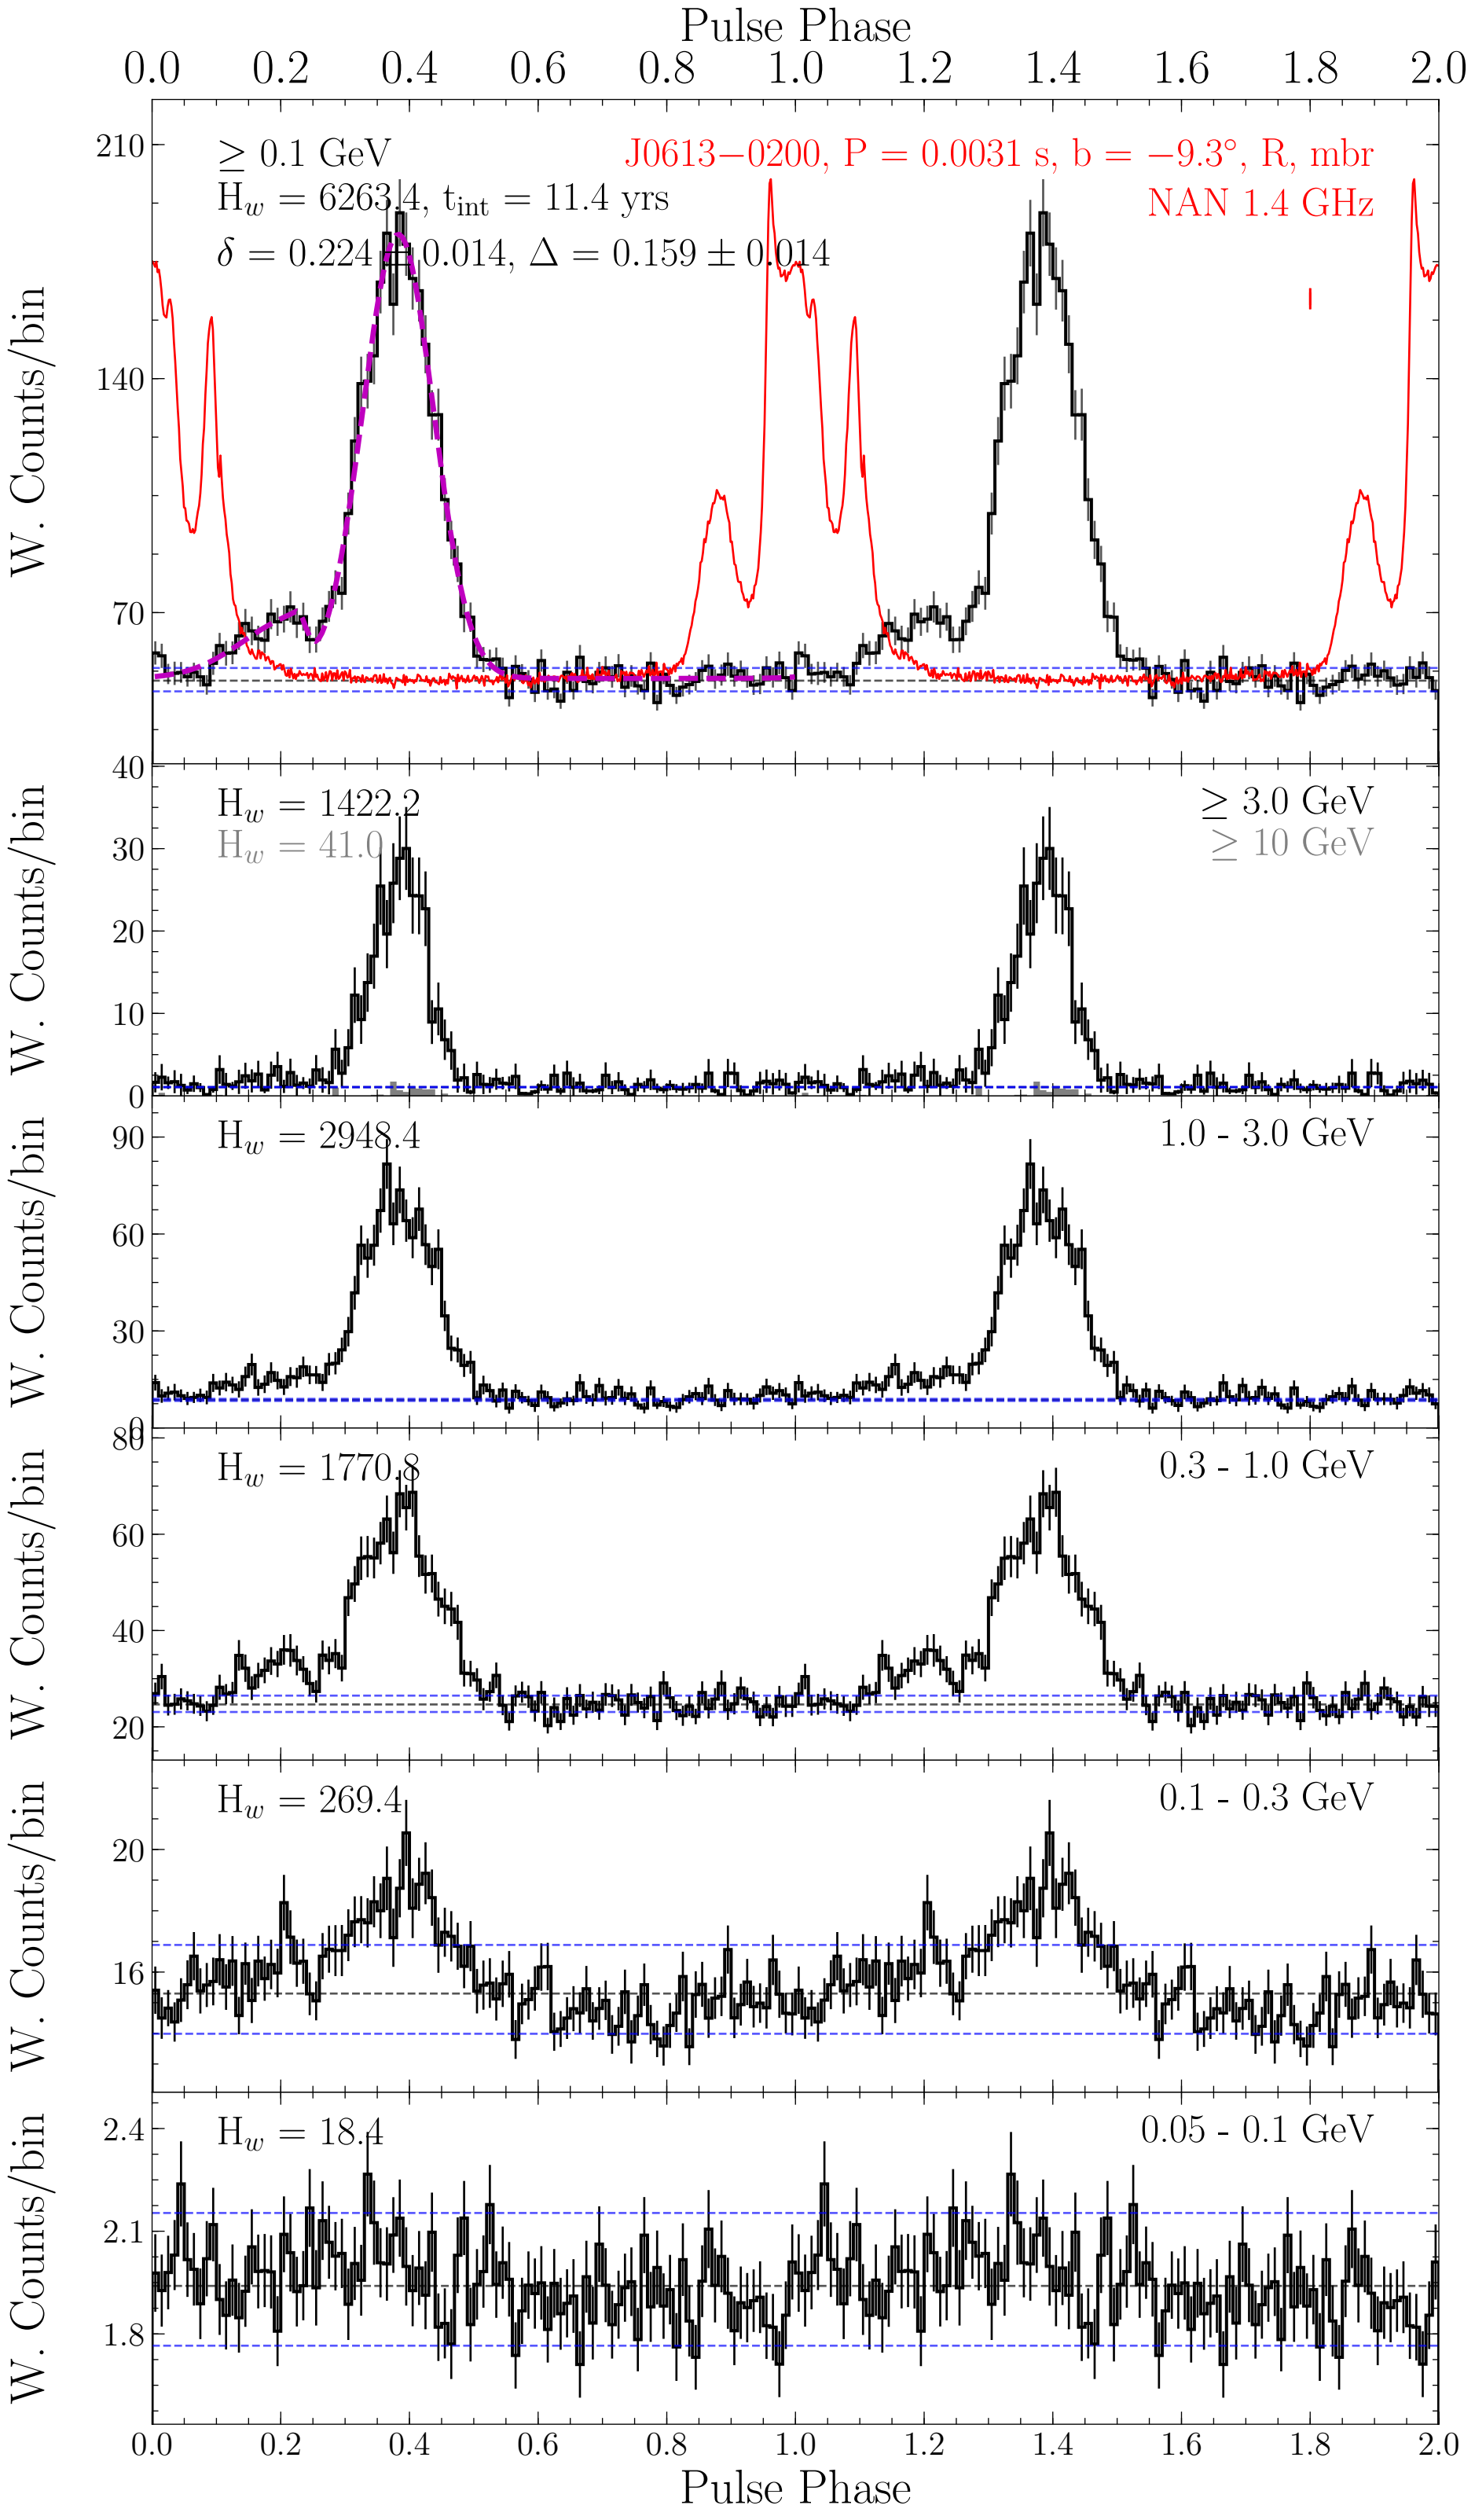 Pulse Phase
0.0 0.2 0.4 0.6 0.8 1.0 1.2 1.4 1.6 1.8 2.0
W. Counts/bin
210
140
70
≥ 0.1 GeV
H_w = 6263.4, t_int = 11.4 yrs
δ = 0.224 ± 0.014, Δ = 0.159 ± 0.014
J0613−0200, P = 0.0031 s, b = −9.3°, R, mbr
NAN 1.4 GHz
W. Counts/bin
40
30
20
10
0
H_w = 1422.2
H_w = 41.0
≥ 3.0 GeV
≥ 10 GeV
W. Counts/bin
90
60
30
0
H_w = 2948.4
1.0 - 3.0 GeV
W. Counts/bin
80
60
40
20
H_w = 1770.8
0.3 - 1.0 GeV
W. Counts/bin
20
16
H_w = 269.4
0.1 - 0.3 GeV
W. Counts/bin
2.4
2.1
1.8
H_w = 18.4
0.05 - 0.1 GeV
0.0 0.2 0.4 0.6 0.8 1.0 1.2 1.4 1.6 1.8 2.0
Pulse Phase